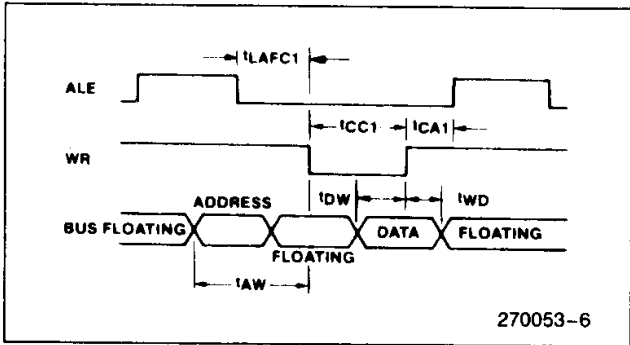 tLAFC1
ALE
tCC1
tCA1
WR
ADDRESS
tDW
tWD
BUS FLOATING
DATA
FLOATING
FLOATING
tAW
270053-6